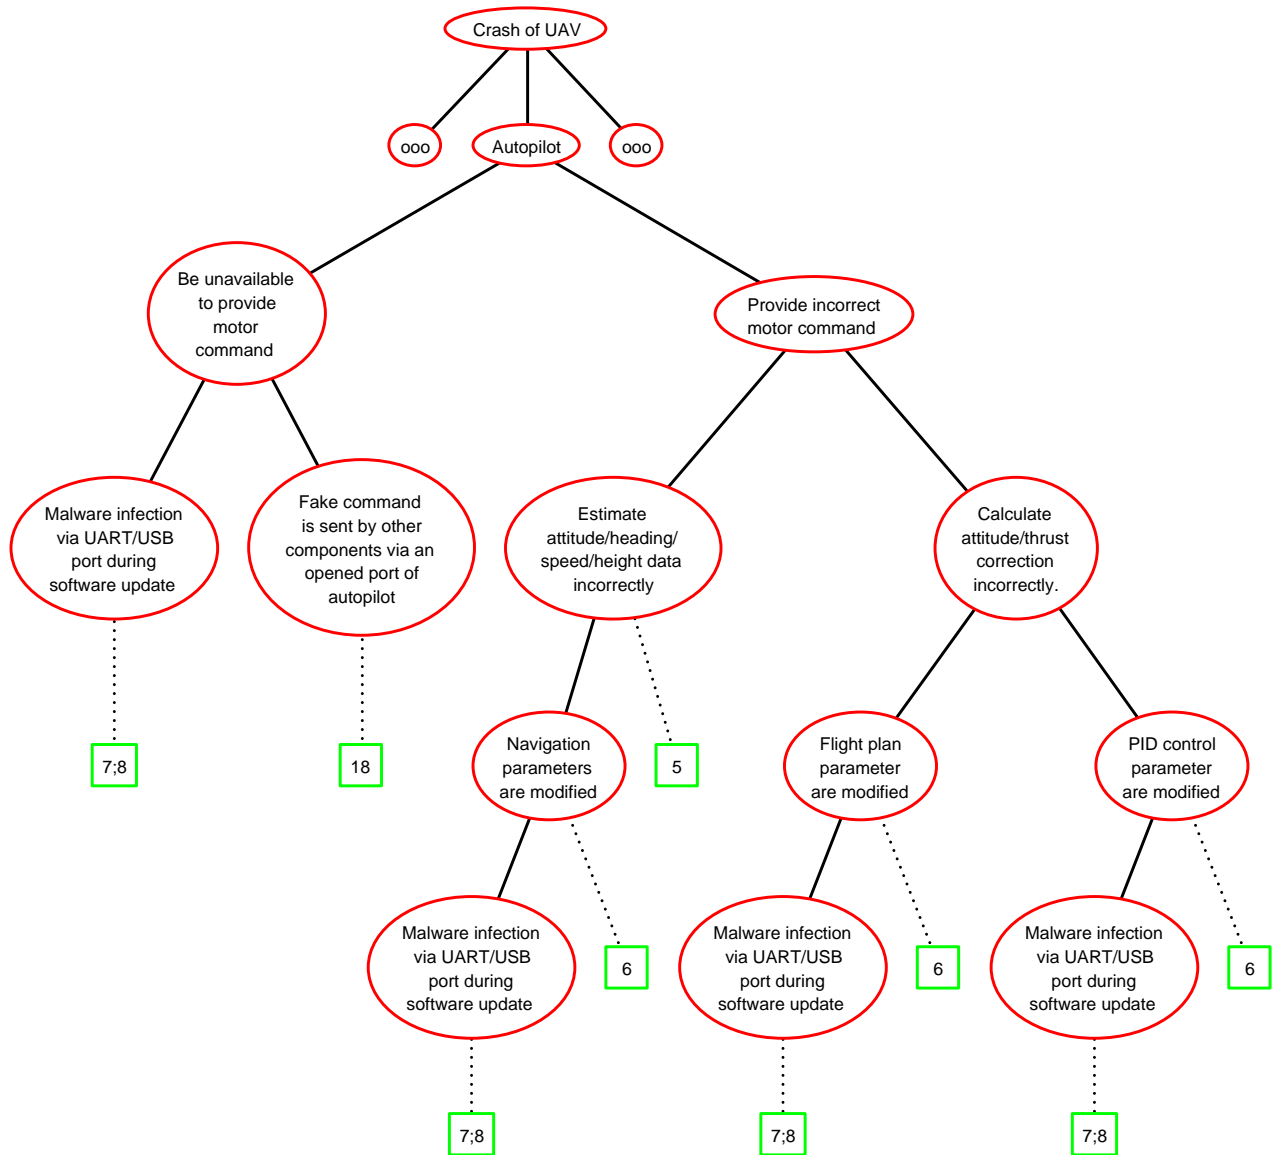 Crash of UAV
ooo
Autopilot
ooo
Be unavailable
to provide
motor
command
Provide incorrect
motor command
Malware infection
via UART/USB
port during
software update
Fake command
is sent by other
components via an
opened port of
autopilot
Estimate
attitude/heading/
speed/height data
incorrectly
Calculate
attitude/thrust
correction
incorrectly.
7;8
18
Navigation
parameters
are modified
5
Flight plan
parameter
are modified
PID control
parameter
are modified
Malware infection
via UART/USB
port during
software update
6
Malware infection
via UART/USB
port during
software update
6
Malware infection
via UART/USB
port during
software update
6
7;8
7;8
7;8